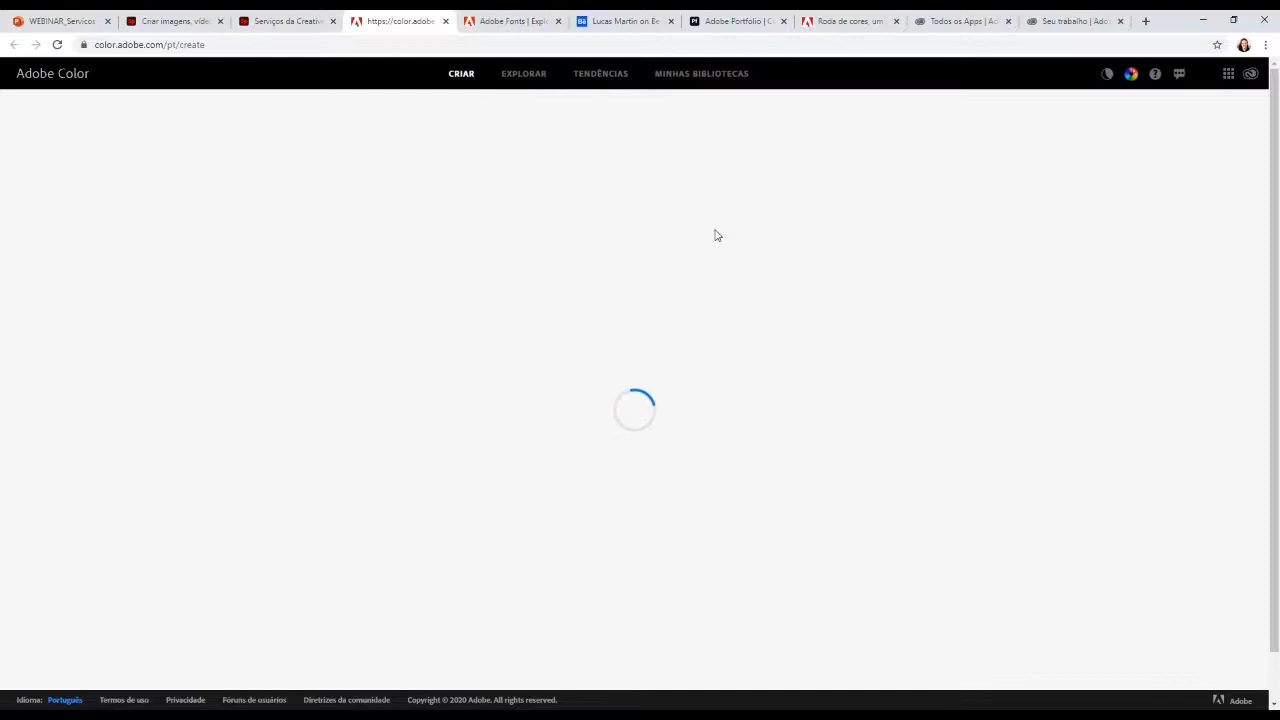 WEBINAR_Servicos
Criar imagens, víde
Serviços da Creative
https://color.adobe
Adobe Fonts | Expl
Lucas Martin on Be
Adobe Portfolio | C
Roda de cores, um
Todos os Apps | Ad
Seu trabalho | Ado
color.adobe.com/pt/create
Adobe Color
CRIAR
EXPLORAR
TENDÊNCIAS
MINHAS BIBLIOTECAS
Idioma: Português
Termos de uso
Privacidade
Fóruns de usuários
Diretrizes da comunidade
Copyright © 2020 Adobe. All rights reserved.
Adobe